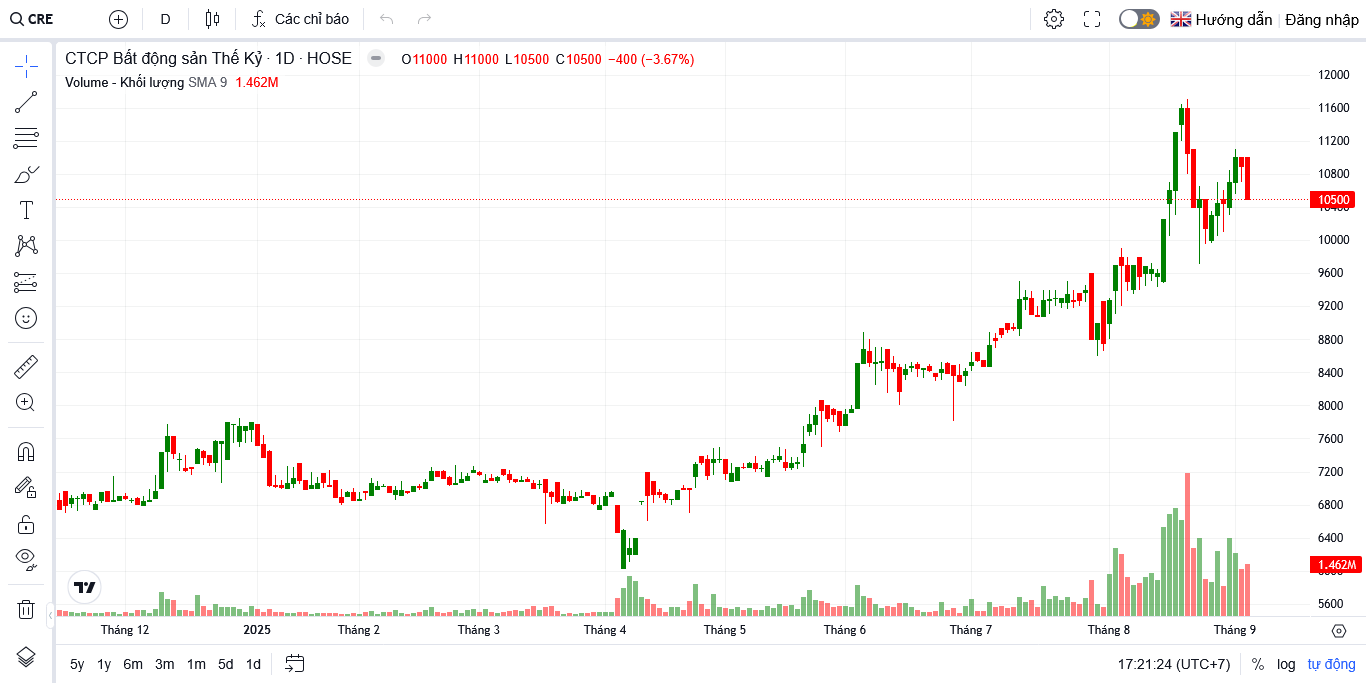 CRE D Các chỉ báo Hướng dẫn Đăng nhập
CTCP Bất động sản Thế Kỷ · 1D · HOSE O11000 H11000 L10500 C10500 −400 (−3.67%)
Volume - Khối lượng SMA 9 1.462M
12000
11600
11200
10800
10500
10400
10000
9600
9200
8800
8400
8000
7600
7200
6800
6400
1.462M
5600
Tháng 12 2025 Tháng 2 Tháng 3 Tháng 4 Tháng 5 Tháng 6 Tháng 7 Tháng 8 Tháng 9
5y 1y 6m 3m 1m 5d 1d 17:21:24 (UTC+7) % log tự động